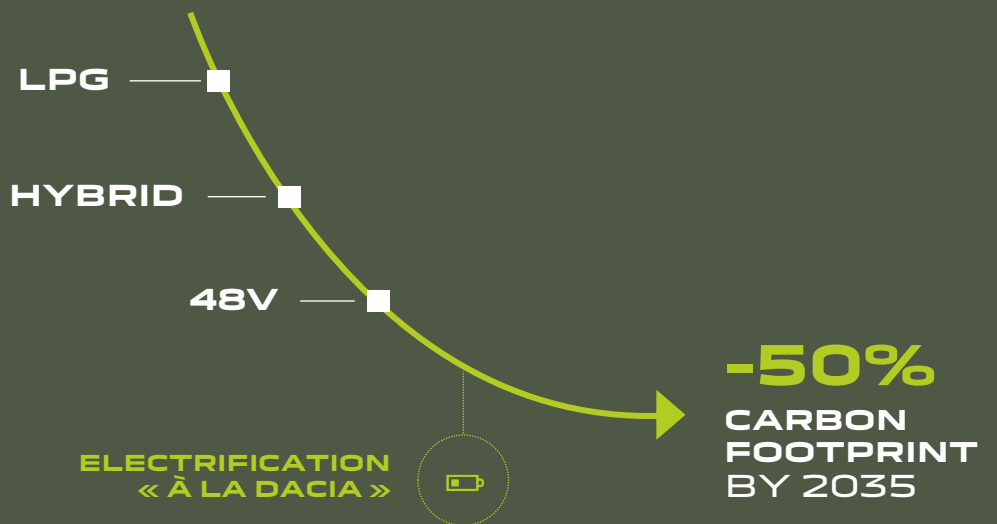 LPG
HYBRID
48V
ELECTRIFICATION
« À LA DACIA »
-50%
CARBON
FOOTPRINT
BY 2035